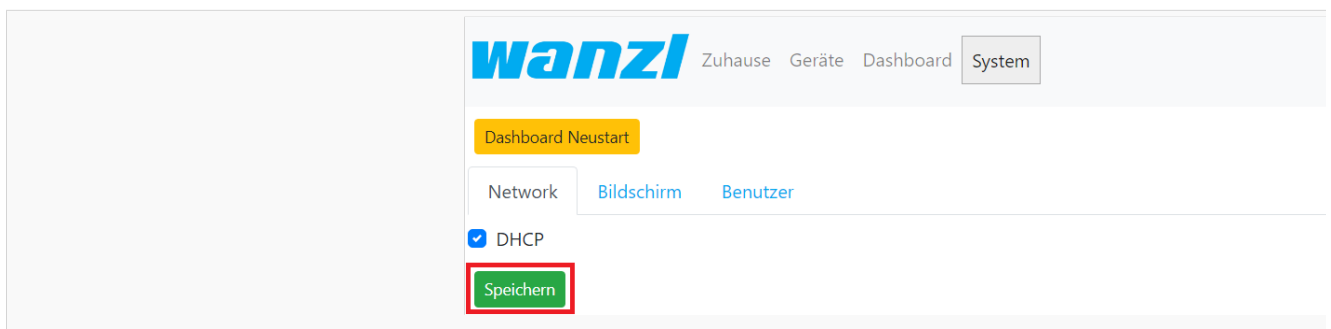 wanzl Zuhause Geräte Dashboard System
Dashboard Neustart
Network Bildschirm Benutzer
DHCP
Speichern